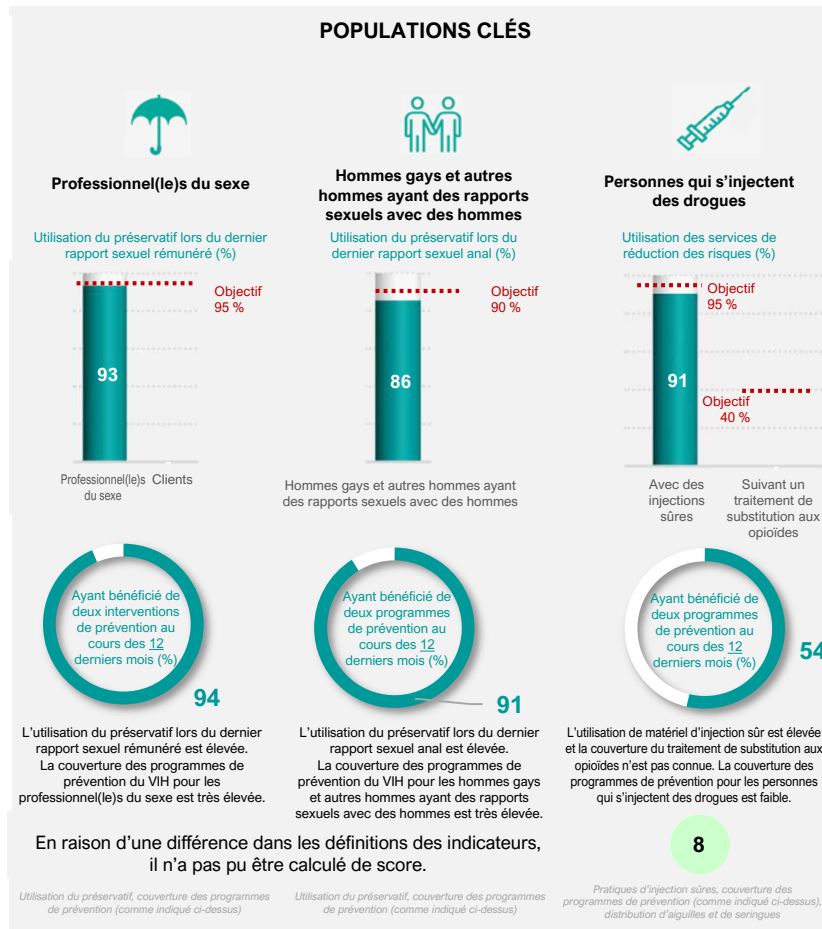 POPULATIONS CLÉS
Professionnel(le)s du sexe
Utilisation du préservatif lors du dernier
rapport sexuel rémunéré (%)
Objectif
95 %
93
Professionnel(le)s
du sexe
Clients
Ayant bénéficié de
deux interventions
de prévention au
cours des 12
derniers mois (%)
94
L'utilisation du préservatif lors du dernier
rapport sexuel rémunéré est élevée.
La couverture des programmes de
prévention du VIH pour les
professionnel(le)s du sexe est très élevée.
Hommes gays et autres
hommes ayant des rapports
sexuels avec des hommes
Utilisation du préservatif lors du
dernier rapport sexuel anal (%)
Objectif
90 %
86
Hommes gays et autres hommes ayant
des rapports sexuels avec des hommes
Ayant bénéficié de
deux programmes
de prévention au
cours des 12
derniers mois (%)
91
L'utilisation du préservatif lors du dernier
rapport sexuel anal est élevée.
La couverture des programmes de
prévention du VIH pour les hommes gays
et autres hommes ayant des rapports
sexuels avec des hommes est très élevée.
Personnes qui s'injectent
des drogues
Utilisation des services de
réduction des risques (%)
Objectif
95 %
91
Objectif
40 %
Avec des
injections
sûres
Suivant un
traitement de
substitution aux
opioïdes
Ayant bénéficié de
deux programmes
de prévention au
cours des 12
derniers mois (%)
54
L'utilisation de matériel d'injection sûr est élevée
et la couverture du traitement de substitution aux
opioïdes n'est pas connue. La couverture des
programmes de prévention pour les personnes
qui s'injectent des drogues est faible.
En raison d'une différence dans les définitions des indicateurs,
il n'a pas pu être calculé de score.
8
Utilisation du préservatif, couverture des programmes
de prévention (comme indiqué ci-dessus)
Utilisation du préservatif, couverture des programmes
de prévention (comme indiqué ci-dessus)
Pratiques d'injection sûres, couverture des
programmes de prévention (comme indiqué ci-dessus),
distribution d'aiguilles et de seringues